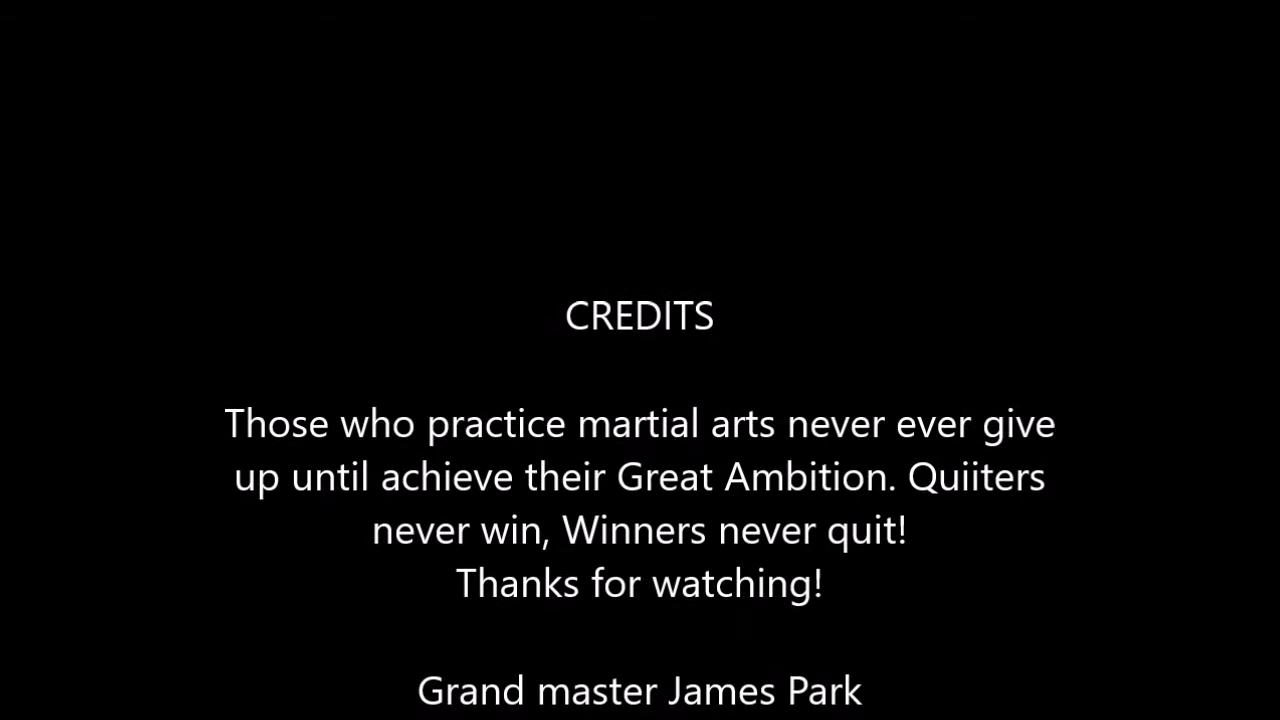 CREDITS
Those who practice martial arts never ever give
up until achieve their Great Ambition. Quiiters
never win, Winners never quit!
Thanks for watching!
Grand master James Park